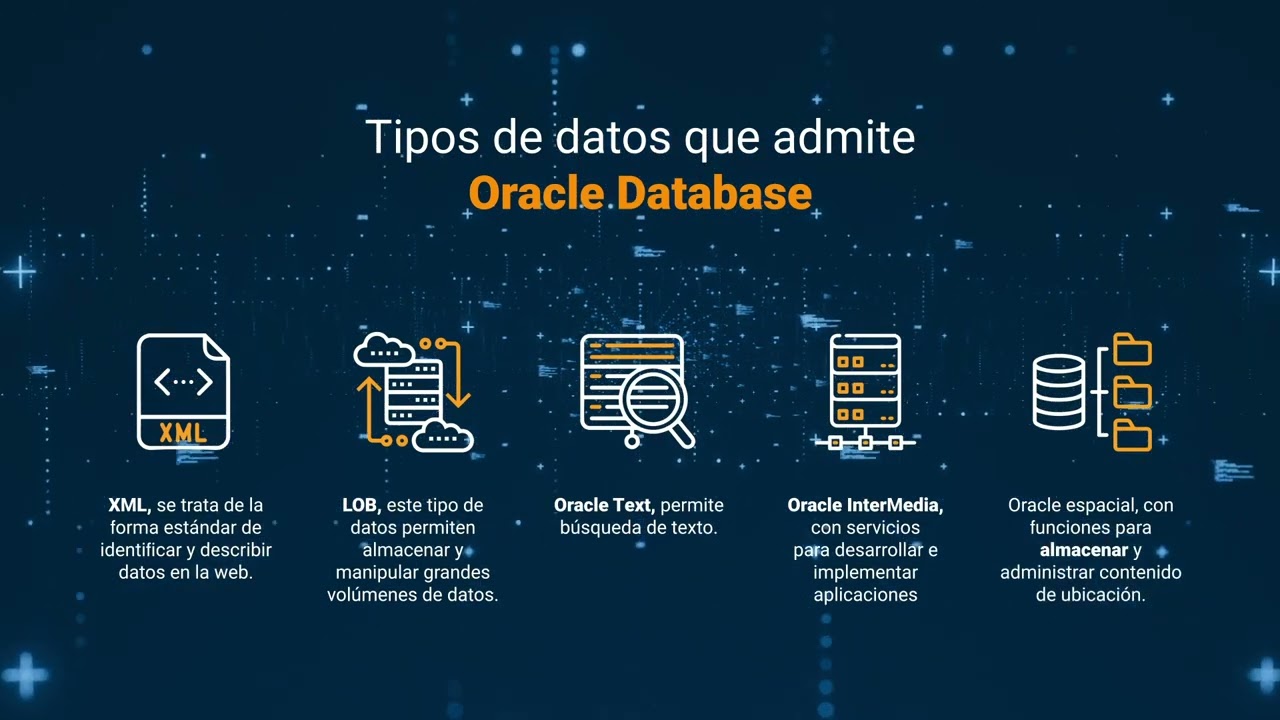 Tipos de datos que admite
Oracle Database
XML
XML, se trata de la
forma estándar de
identificar y describir
datos en la web.
LOB, este tipo de
datos permiten
almacenar y
manipular grandes
volúmenes de datos.
Oracle Text, permite
búsqueda de texto.
Oracle InterMedia,
con servicios
para desarrollar e
implementar
aplicaciones
Oracle espacial, con
funciones para
almacenar y
administrar contenido
de ubicación.